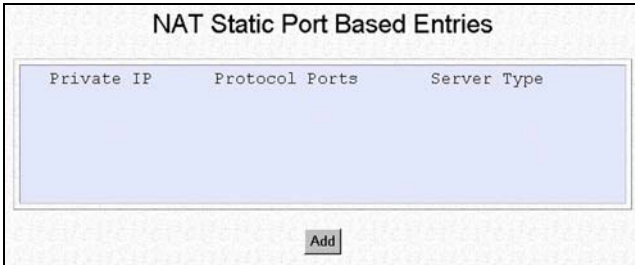 NAT Static Port Based Entries
Private IP Protocol Ports Server Type
Add